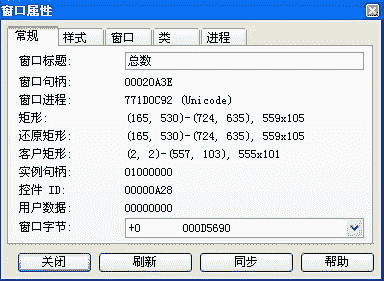 窗口属性
常规 样式 窗口 类 进程
窗口标题: 总数
窗口句柄: 00020A3E
窗口进程: 771D0C92 (Unicode)
矩形: (165, 530)-(724, 635), 559x105
还原矩形: (165, 530)-(724, 635), 559x105
客户矩形: (2, 2)-(557, 103), 555x101
实例句柄: 01000000
控件 ID: 00000A28
用户数据: 00000000
窗口字节: +0 000D5690
关闭 刷新 同步 帮助